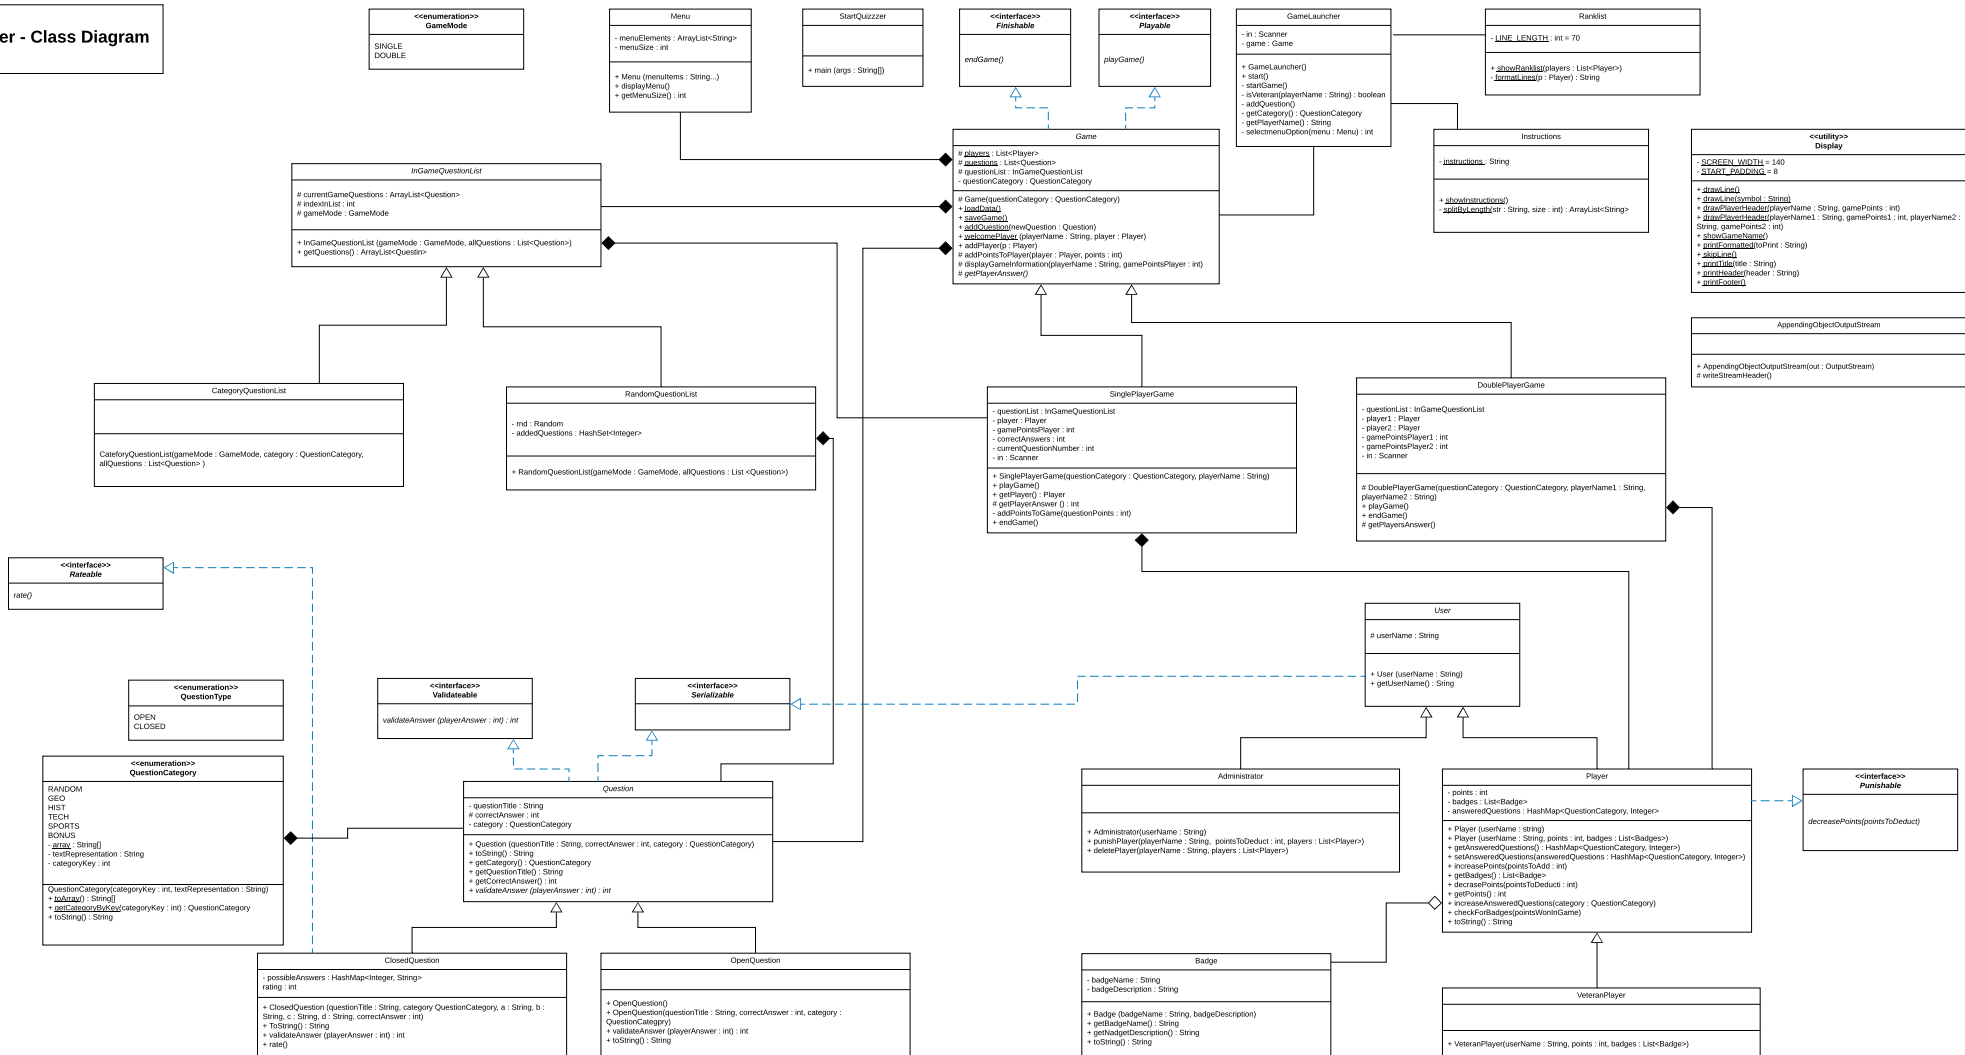 er - Class Diagram
<<enumeration>>
GameMode
SINGLE
DOUBLE
Menu
- menuElements : ArrayList<String>
- menuSize : int
+ Menu (menuItems : String...)
+ displayMenu()
+ getMenuSize() : int
StartQuizzzer
+ main (args : String[])
<<interface>>
Finishable
endGame()
<<interface>>
Playable
playGame()
GameLauncher
- in : Scanner
- game : Game
+ GameLauncher()
+ start()
- startGame()
- isVeteran(playerName : String) : boolean
- addQuestion()
- getCategory() : QuestionCategory
- getPlayerName() : String
- selectmenuOption(menu : Menu) : int
Ranklist
- LINE_LENGTH : int = 70
+ showRanklist(players : List<Player>)
- formatLines(p : Player) : String
Instructions
- instructions : String
+ showInstructions()
- splitByLength(str : String, size : int) : ArrayList<String>
<<utility>>
Display
- SCREEN_WIDTH = 140
- START_PADDING = 8
+ drawLine()
+ drawLine(symbol : String)
+ drawPlayerHeader(playerName : String, gamePoints : int)
+ drawPlayerHeader(playerName1 : String, gamePoints1 : int, playerName2 :
String, gamePoints2 : int)
+ showGameName()
+ printFormatted(toPrint : String)
+ skipLine()
+ printTitle(title : String)
+ printHeader(header : String)
+ printFooter()
AppendingObjectOutputStream
+ AppendingObjectOutputStream(out : OutputStream)
# writeStreamHeader()
Game
# players : List<Player>
# questions : List<Question>
# questionList : InGameQuestionList
- questionCategory : QuestionCategory
# Game(questionCategory : QuestionCategory)
+ loadData()
+ saveGame()
+ addQuestion(newQuestion : Question)
+ welcomePlayer (playerName : String, player : Player)
+ addPlayer(p : Player)
# addPointsToPlayer(player : Player, points : int)
# displayGameInformation(playerName : String, gamePointsPlayer : int)
# getPlayerAnswer()
InGameQuestionList
# currentGameQuestions : ArrayList<Question>
# indexInList : int
# gameMode : GameMode
+ InGameQuestionList (gameMode : GameMode, allQuestions : List<Question>)
+ getQuestions() : ArrayList<Questin>
CategoryQuestionList
CateforyQuestionList(gameMode : GameMode, category : QuestionCategory,
allQuestions : List<Question> )
RandomQuestionList
- rnd : Random
- addedQuestions : HashSet<Integer>
+ RandomQuestionList(gameMode : GameMode, allQuestions : List <Question>)
SinglePlayerGame
- questionList : InGameQuestionList
- player : Player
- gamePointsPlayer : int
- correctAnswers : int
- currentQuestionNumber : int
- in : Scanner
+ SinglePlayerGame(questionCategory : QuestionCategory, playerName : String)
+ playGame()
+ getPlayer() : Player
# getPlayerAnswer () : int
- addPointsToGame(questionPoints : int)
+ endGame()
DoublePlayerGame
- questionList : InGameQuestionList
- player1 : Player
- player2 : Player
- gamePointsPlayer1 : int
- gamePointsPlayer2 : int
- in : Scanner
# DoublePlayerGame(questionCategory : QuestionCategory, playerName1 : String,
playerName2 : String)
+ playGame()
+ endGame()
# getPlayersAnswer()
<<interface>>
Rateable
rate()
User
# userName : String
+ User (userName : String)
+ getUserName() : Sring
<<enumeration>>
QuestionType
OPEN
CLOSED
<<interface>>
Validateable
validateAnswer (playerAnswer : int) : int
<<interface>>
Serializable
<<enumeration>>
QuestionCategory
RANDOM
GEO
HIST
TECH
SPORTS
BONUS
- array : String[]
- textRepresentation : String
- categoryKey : int
QuestionCategory(categoryKey : int, textRepresentation : String)
+ toArray() : String[]
+ getCategoryByKey(categoryKey : int) : QuestionCategory
+ toString() : String
Question
- questionTitle : String
# correctAnswer : int
- category : QuestionCategory
+ Question (questionTitle : String, correctAnswer : int, category : QuestionCategory)
+ toString() : String
+ getCategory() : QuestionCategory
+ getQuestionTitle() : String
+ getCorrectAnswer() : int
+ validateAnswer (playerAnswer : int) : int
Administrator
+ Administrator(userName : String)
+ punishPlayer(playerName : String, pointsToDeduct : int, players : List<Player>)
+ deletePlayer(playerName : String, players : List<Player>)
Player
- points : int
- badges : List<Badge>
- answeredQuestions : HashMap<QuestionCategory, Integer>
+ Player (userName : string)
+ Player (userName : String, points : int, badges : List<Badges>)
+ getAnsweredQuestions() : HashMap<QuestionCategory, Integer>
+ setAnsweredQuestions(answeredQuestions : HashMap<QuestionCategory, Integer>)
+ increasePoints(pointsToAdd : int)
+ getBadges() : List<Badge>
+ decrasePoints(pointsToDeducti : int)
+ getPoints() : int
+ increaseAnsweredQuestions(category : QuestionCategory)
+ checkForBadges(pointsWonInGame)
+ toString() : String
<<interface>>
Punishable
decreasePoints(pointsToDeduct)
ClosedQuestion
- possibleAnswers : HashMap<Integer, String>
rating : int
+ ClosedQuestion (questionTitle : String, category QuestionCategory, a : String, b :
String, c : String, d : String, correctAnswer : int)
+ ToString() : String
+ validateAnswer (playerAnswer : int) : int
+ rate()
OpenQuestion
+ OpenQuestion()
+ OpenQuestion(questionTitle : String, correctAnswer : int, category :
QuestionCategpry)
+ validateAnswer (playerAnswer : int) : int
+ toString() : String
Badge
- badgeName : String
- badgeDescription : String
+ Badge (badgeName : String, badgeDescription)
+ getBadgeName() : String
+ getNadgetDescription() : String
+ toString() : String
VeteranPlayer
+ VeteranPlayer(userName : String, points : int, badges : List<Badge>)